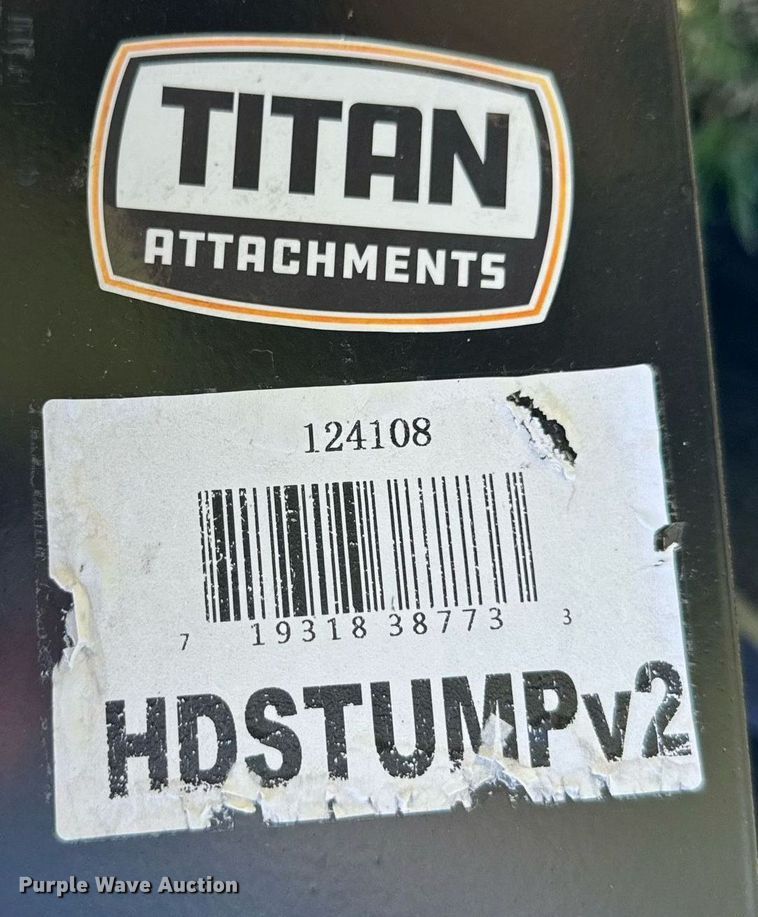 TITAN
ATTACHMENTS
124108
7 19318 38773 3
HDSTUMPv2
Purple Wave Auction